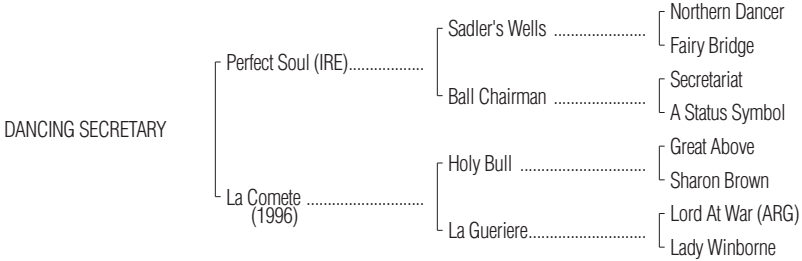 Northern Dancer
Sadler's Wells ......................
Fairy Bridge
Perfect Soul (IRE)..................
Secretariat
Ball Chairman ......................
A Status Symbol
DANCING SECRETARY
Great Above
Holy Bull ..............................
Sharon Brown
La Comete ............................
(1996)
Lord At War (ARG)
La Gueriere............................
Lady Winborne